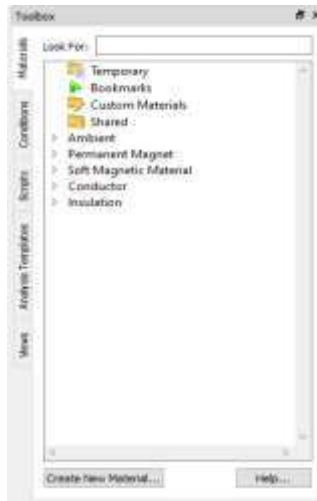 Toolbox
Materials
Conditions
Scripts
Analysis Templates
Views
Look For:
Temporary
Bookmarks
Custom Materials
Shared
Ambient
Permanent Magnet
Soft Magnetic Material
Conductor
Insulation
Create New Material...
Help...